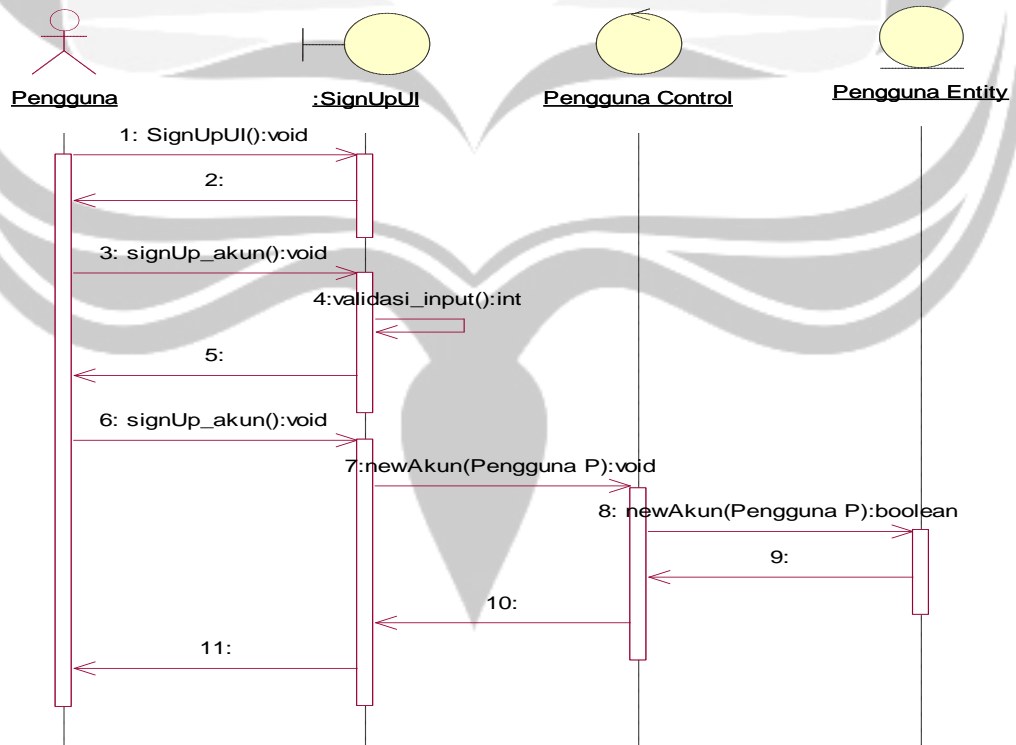 Pengguna
:SignUpUI
Pengguna Control
Pengguna Entity
1: SignUpUI():void
2:
3: signUp_akun():void
4:validasi_input():int
5:
6: signUp_akun():void
7:newAkun(Pengguna P):void
8: newAkun(Pengguna P):boolean
9:
10:
11: